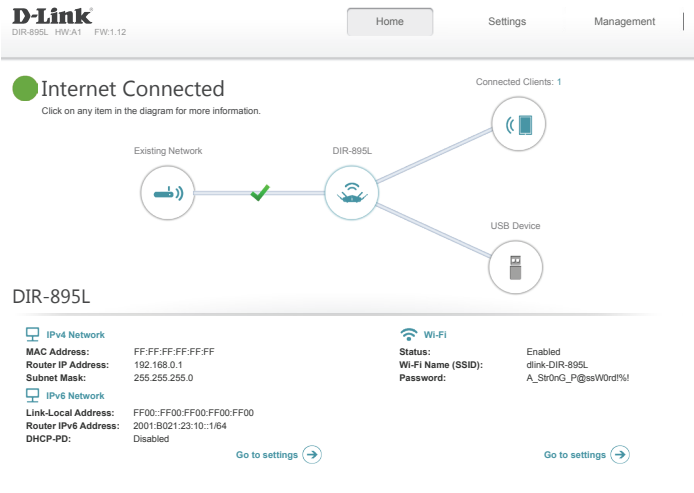 D-Link
DIR-895L HW:A1 FW:1.12
Home Settings Management
Internet Connected
Click on any item in the diagram for more information.
Connected Clients: 1
Existing Network
DIR-895L
USB Device
DIR-895L
IPv4 Network
MAC Address: FF:FF:FF:FF:FF:FF
Router IP Address: 192.168.0.1
Subnet Mask: 255.255.255.0
IPv6 Network
Link-Local Address: FF00::FF00:FF00:FF00:FF00
Router IPv6 Address: 2001:B021:23:10::1/64
DHCP-PD: Disabled
Go to settings
Wi-Fi
Status: Enabled
Wi-Fi Name (SSID): dlink-DIR-895L
Password: A_Str0nG_P@ssW0rd!%!
Go to settings